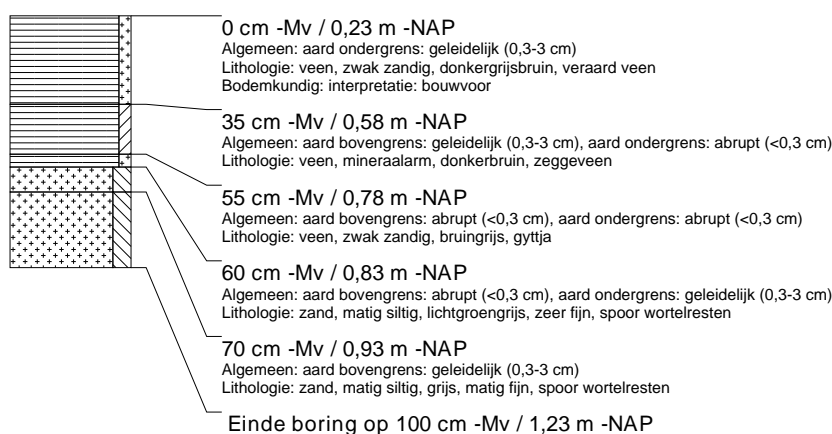 0 cm -Mv / 0,23 m -NAP
Algemeen: aard ondergrens: geleidelijk (0,3-3 cm)
Lithologie: veen, zwak zandig, donkergrijsbruin, veraard veen
Bodemkundig: interpretatie: bouwvoor
35 cm -Mv / 0,58 m -NAP
Algemeen: aard bovengrens: geleidelijk (0,3-3 cm), aard ondergrens: abrupt (<0,3 cm)
Lithologie: veen, mineraalarm, donkerbruin, zeggeveen
55 cm -Mv / 0,78 m -NAP
Algemeen: aard bovengrens: abrupt (<0,3 cm), aard ondergrens: abrupt (<0,3 cm)
Lithologie: veen, zwak zandig, bruingrijs, gyttja
60 cm -Mv / 0,83 m -NAP
Algemeen: aard bovengrens: abrupt (<0,3 cm), aard ondergrens: geleidelijk (0,3-3 cm)
Lithologie: zand, matig siltig, lichtgroengrijs, zeer fijn, spoor wortelresten
70 cm -Mv / 0,93 m -NAP
Algemeen: aard bovengrens: geleidelijk (0,3-3 cm)
Lithologie: zand, matig siltig, grijs, matig fijn, spoor wortelresten
Einde boring op 100 cm -Mv / 1,23 m -NAP